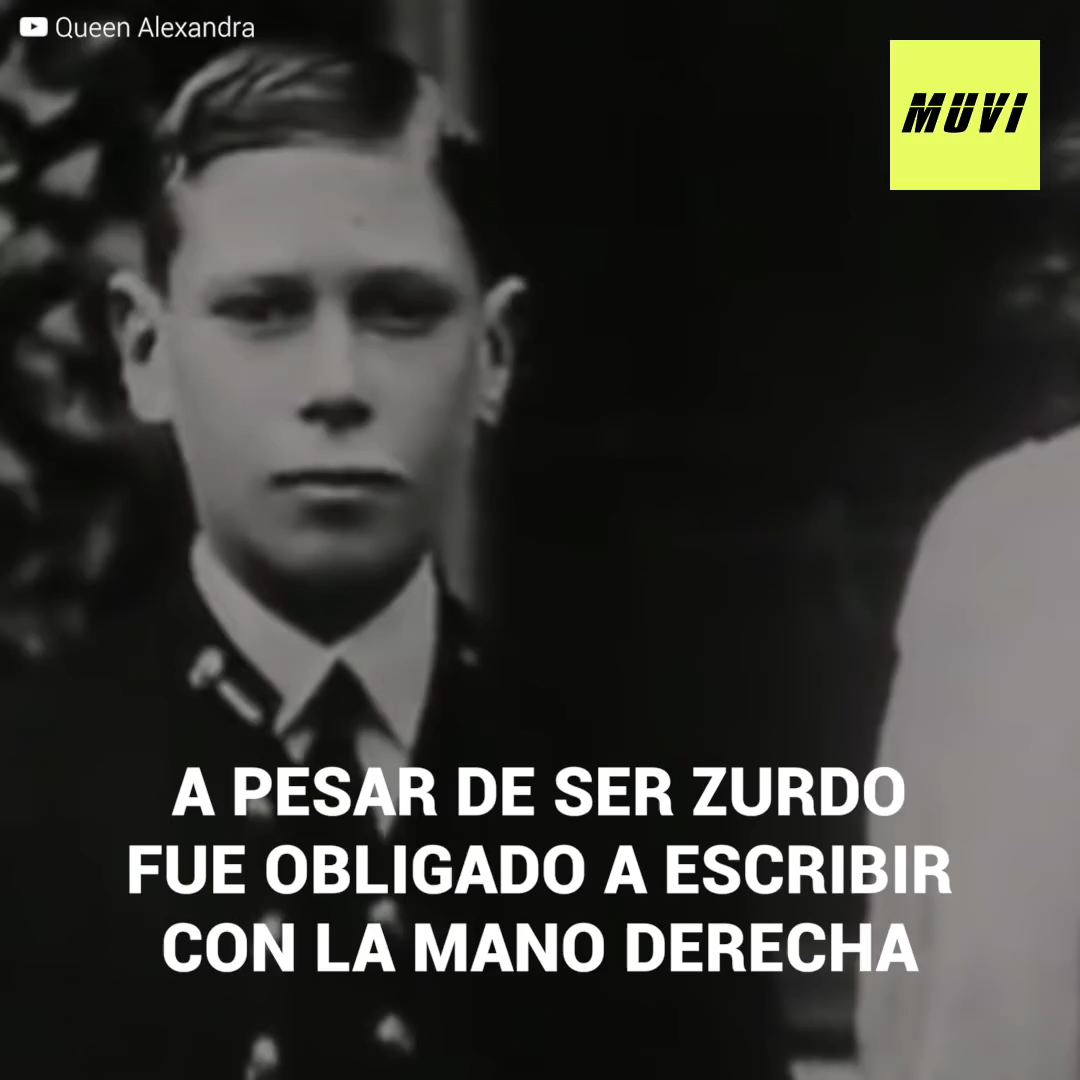 Queen Alexandra
MUVI
A PESAR DE SER ZURDO
FUE OBLIGADO A ESCRIBIR
CON LA MANO DERECHA